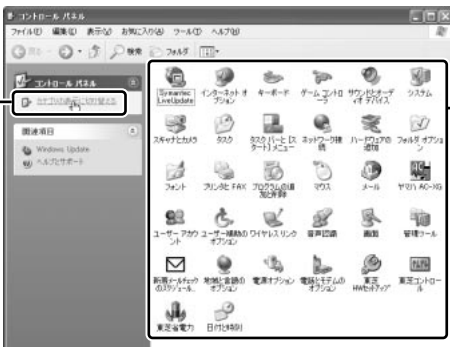 コントロール パネル
ファイル(F) 編集(E) 表示(V) お気に入り(A) ツール(T) ヘルプ(H)
戻る 検索 フォルダ
コントロール パネル
カテゴリの表示に切り替える
関連項目
Windows Update
ヘルプとサポート
Symantec LiveUpdate
インターネット オプション
キーボード
ゲーム コントローラ
サウンドとオーディオ デバイス
システム
スキャナとカメラ
タスク
タスク バーと [スタート] メニュー
ネットワーク接続
ハードウェアの追加
フォルダ オプション
フォント
プリンタと FAX
プログラムの追加と削除
マウス
メール
ヤマハ AC-XG
ユーザー アカウント
ユーザー補助のオプション
ワイヤレス リンク
音声認識
画面
管理ツール
新着メールチェックのスケジュール...
地域と言語のオプション
電源オプション
電話とモデムのオプション
東芝 HWセットアップ
東芝コントロール
東芝省電力
日付と時刻